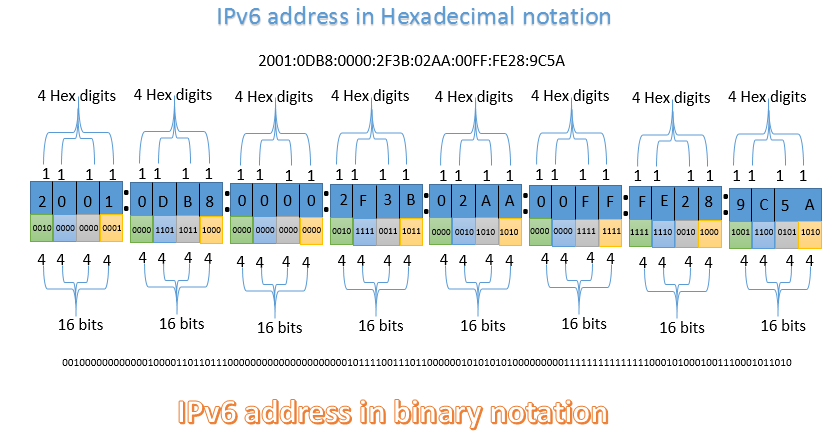 IPv6 address in Hexadecimal notation
2001:0DB8:0000:2F3B:02AA:00FF:FE28:9C5A
4 Hex digits 4 Hex digits 4 Hex digits 4 Hex digits 4 Hex digits 4 Hex digits 4 Hex digits 4 Hex digits
1 1 1 1 1 1 1 1 1 1 1 1 1 1 1 1 1 1 1 1 1 1 1 1 1 1 1 1 1 1 1 1
2 0 0 1 : 0 D B 8 : 0 0 0 0 : 2 F 3 B : 0 2 A A : 0 0 F F : F E 2 8 : 9 C 5 A
0010 0000 0000 0001 0000 1101 1011 1000 0000 0000 0000 0000 0010 1111 0011 1011 0000 0010 1010 1010 0000 0000 1111 1111 1111 1110 0010 1000 1001 1100 0101 1010
4 4 4 4 4 4 4 4 4 4 4 4 4 4 4 4 4 4 4 4 4 4 4 4 4 4 4 4 4 4 4 4
16 bits 16 bits 16 bits 16 bits 16 bits 16 bits 16 bits 16 bits
00100000000000010000110110111000000000000000000000101111001110110000001010101010000000001111111111111110001010001001110001011010
IPv6 address in binary notation